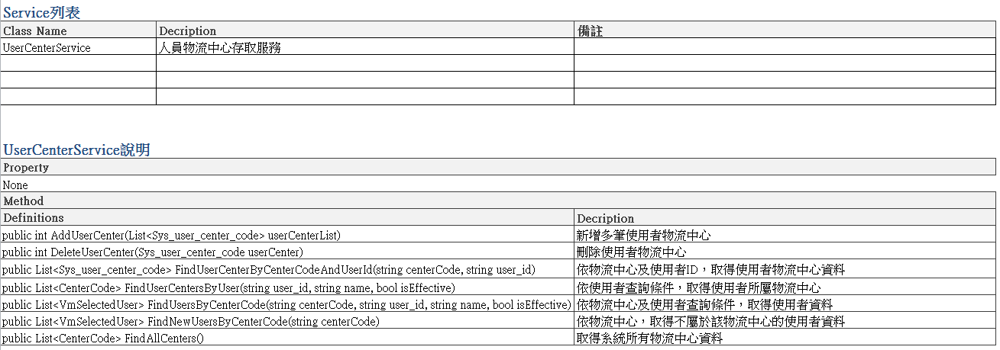 Service列表
Class Name Decription 備註
UserCenterService 人員物流中心存取服務
UserCenterService說明
Property
None
Method
Definitions Decription
public int AddUserCenter(List<Sys_user_center_code> userCenterList) 新增多筆使用者物流中心
public int DeleteUserCenter(Sys_user_center_code userCenter) 刪除使用者物流中心
public List<Sys_user_center_code> FindUserCenterByCenterCodeAndUserId(string centerCode, string user_id) 依物流中心及使用者ID，取得使用者物流中心資料
public List<CenterCode> FindUserCentersByUser(string user_id, string name, bool isEffective) 依使用者查詢條件，取得使用者所屬物流中心
public List<VmSelectedUser> FindUsersByCenterCode(string centerCode, string user_id, string name, bool isEffective) 依物流中心及使用者查詢條件，取得使用者資料
public List<VmSelectedUser> FindNewUsersByCenterCode(string centerCode) 依物流中心，取得不屬於該物流中心的使用者資料
public List<CenterCode> FindAllCenters() 取得系統所有物流中心資料